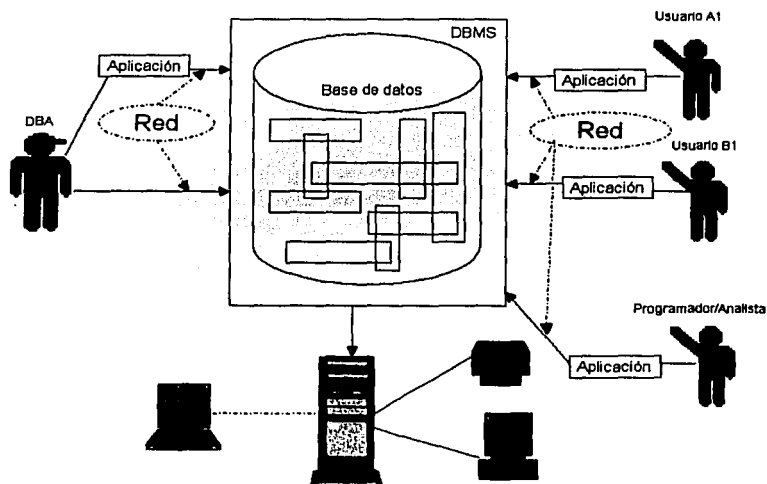 DBMS
Usuario A1
Aplicación
Aplicación
Base de datos
DBA
Red
Red
Usuario B1
Aplicación
Programador/Analista
Aplicación